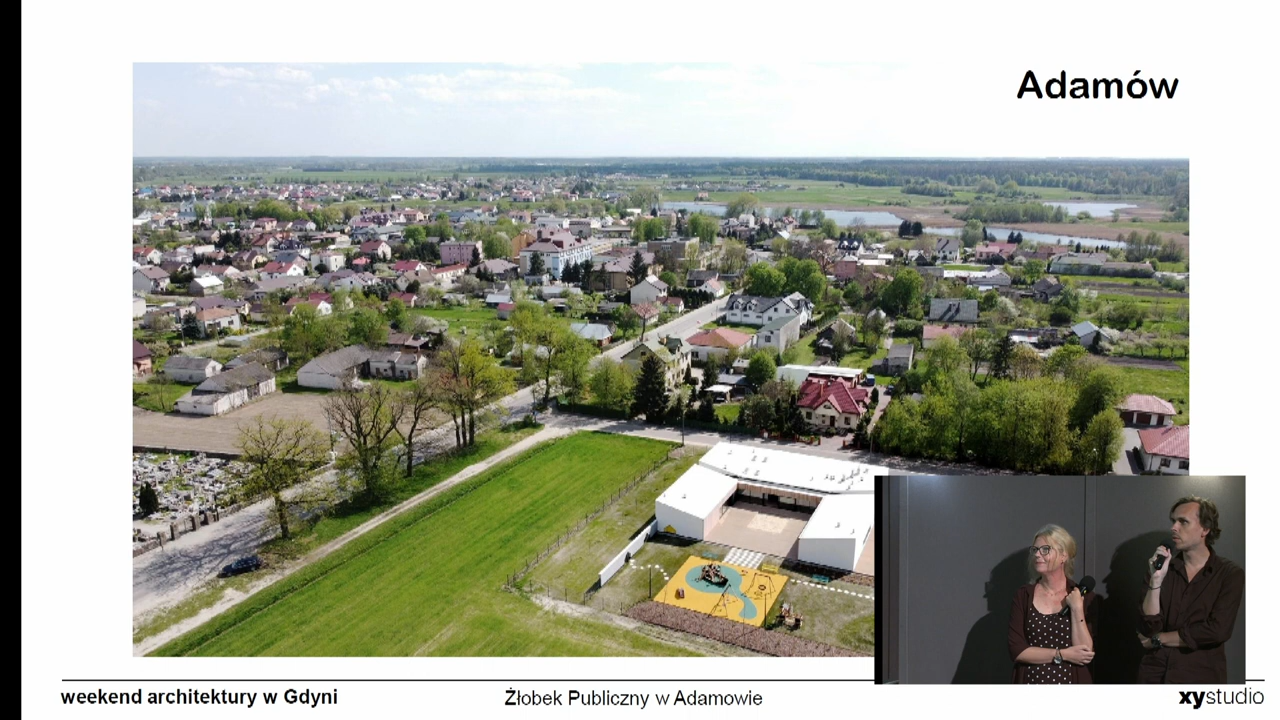 Adamów
weekend architektury w Gdyni
Żłobek Publiczny w Adamowie
xystudio